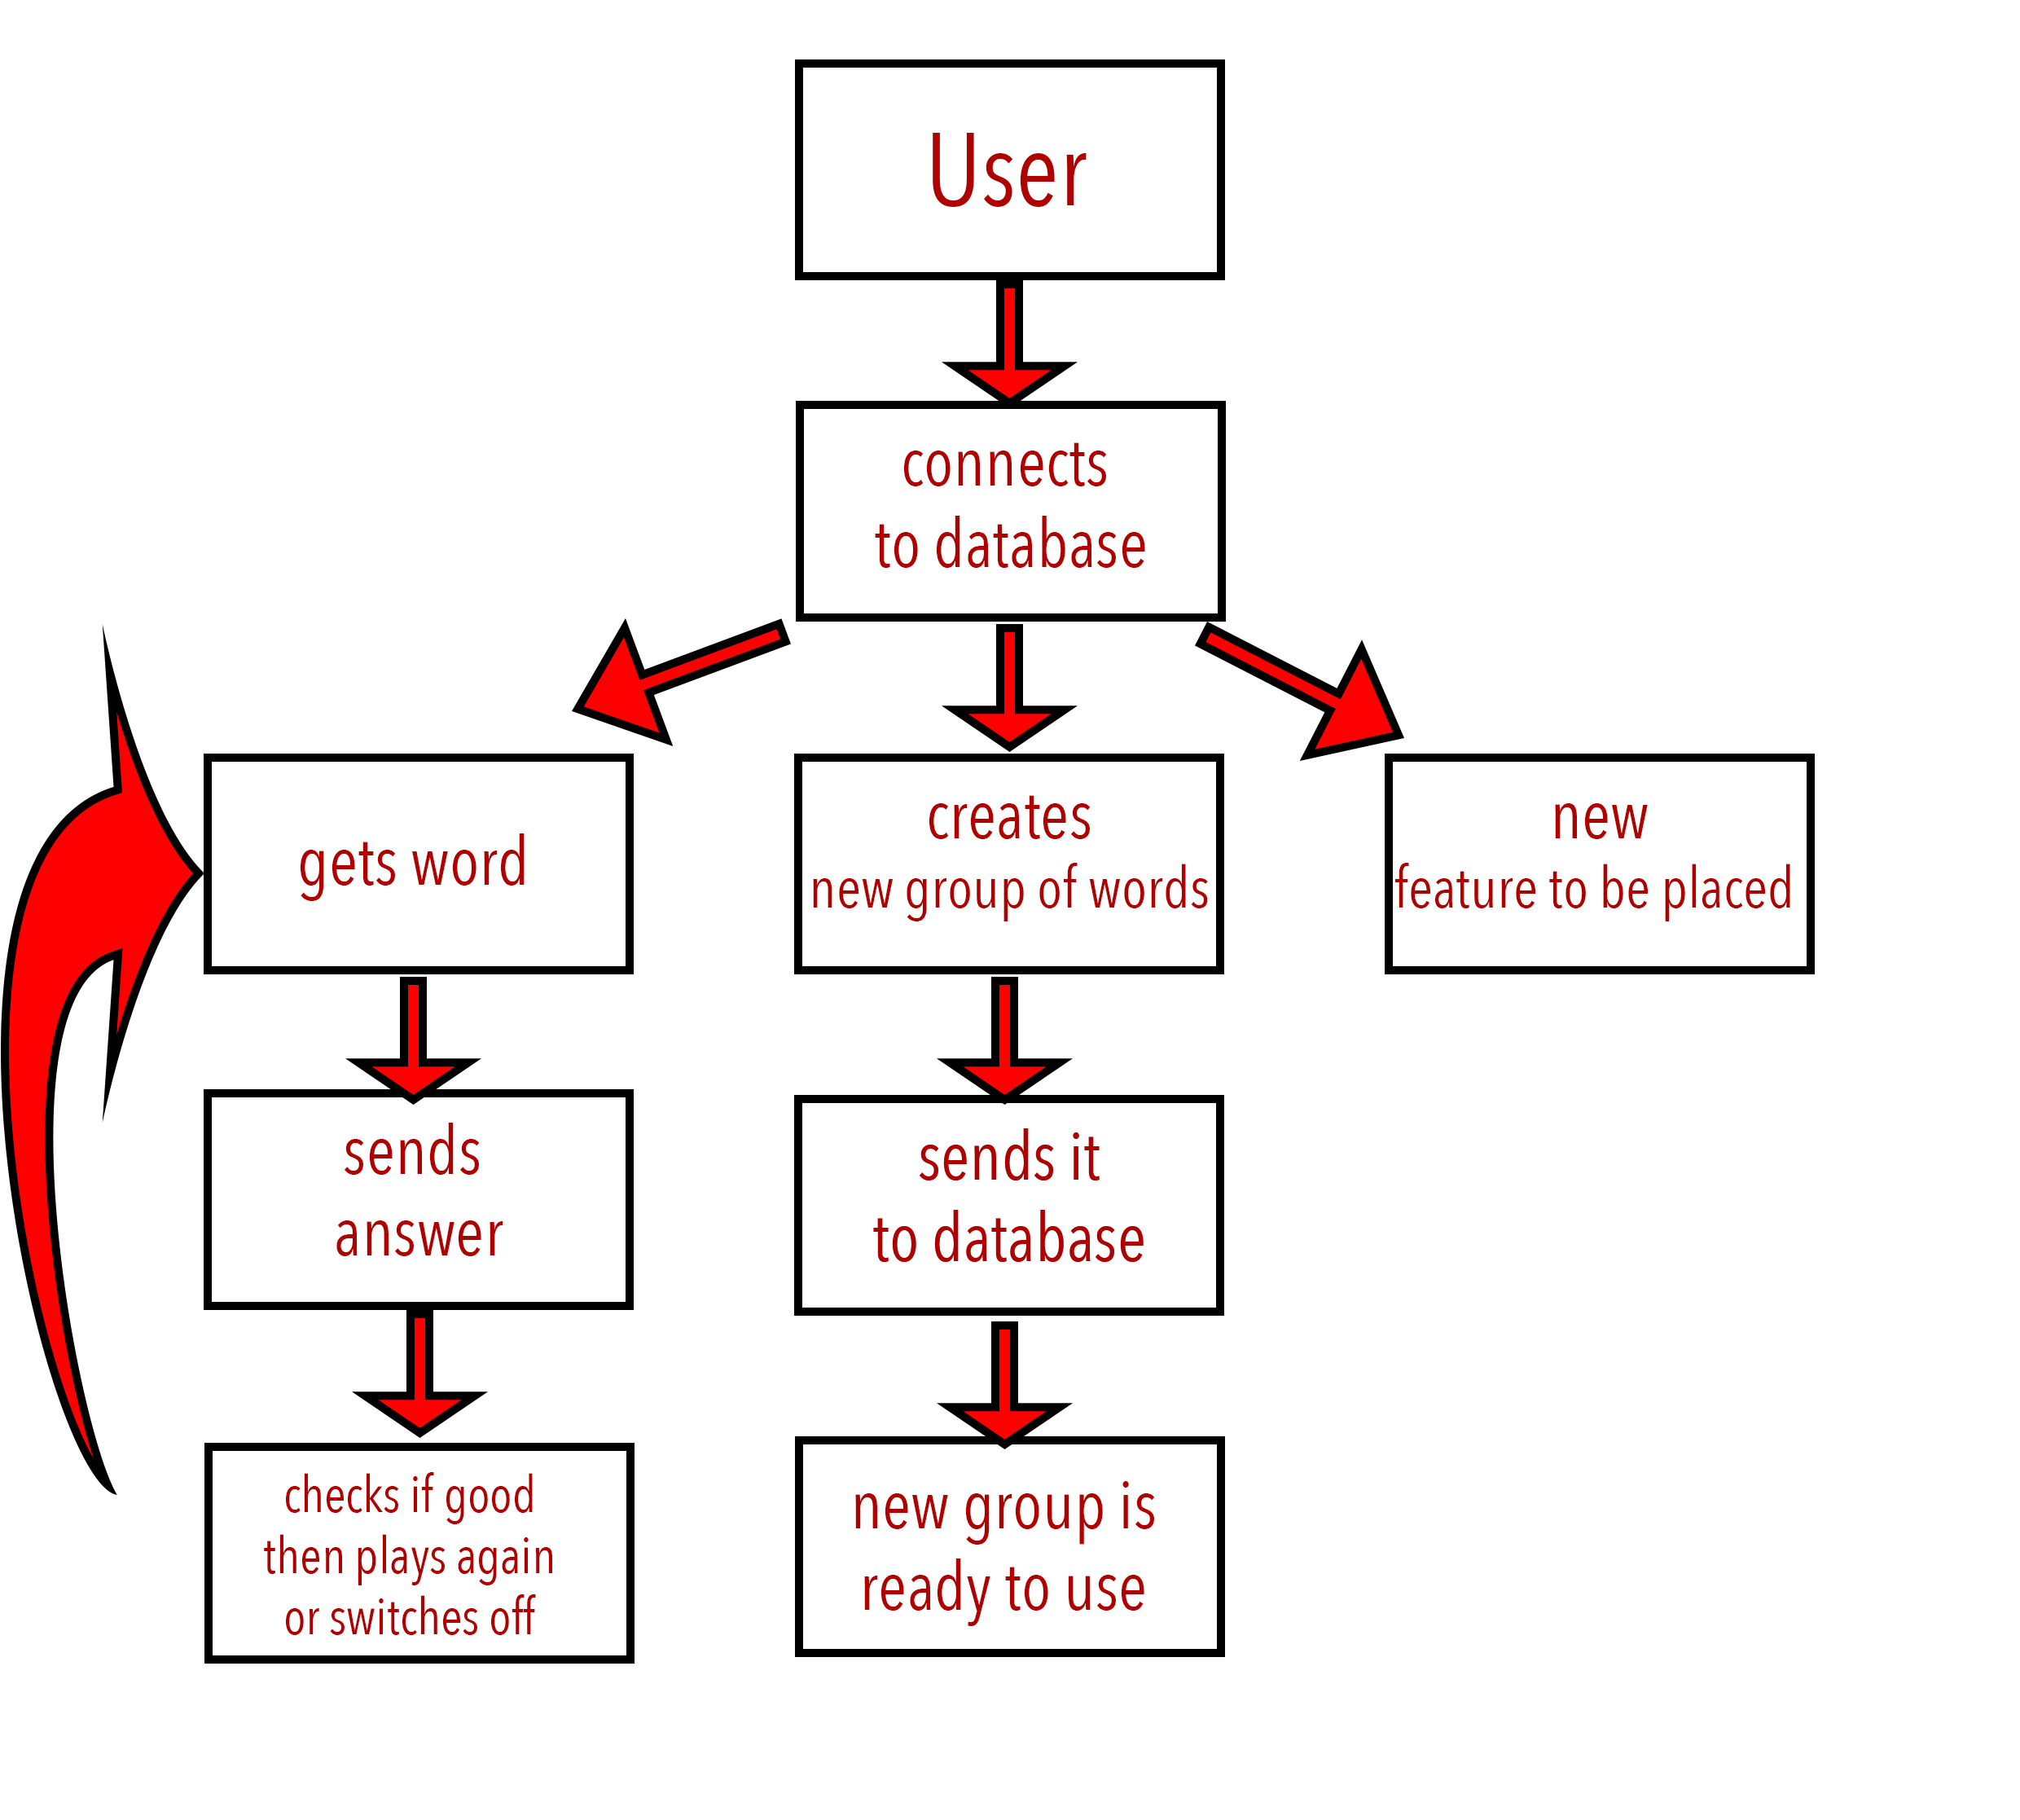 User
connects
to database
gets word
creates
new group of words
new
feature to be placed
sends
answer
sends it
to database
checks if good
then plays again
or switches off
new group is
ready to use